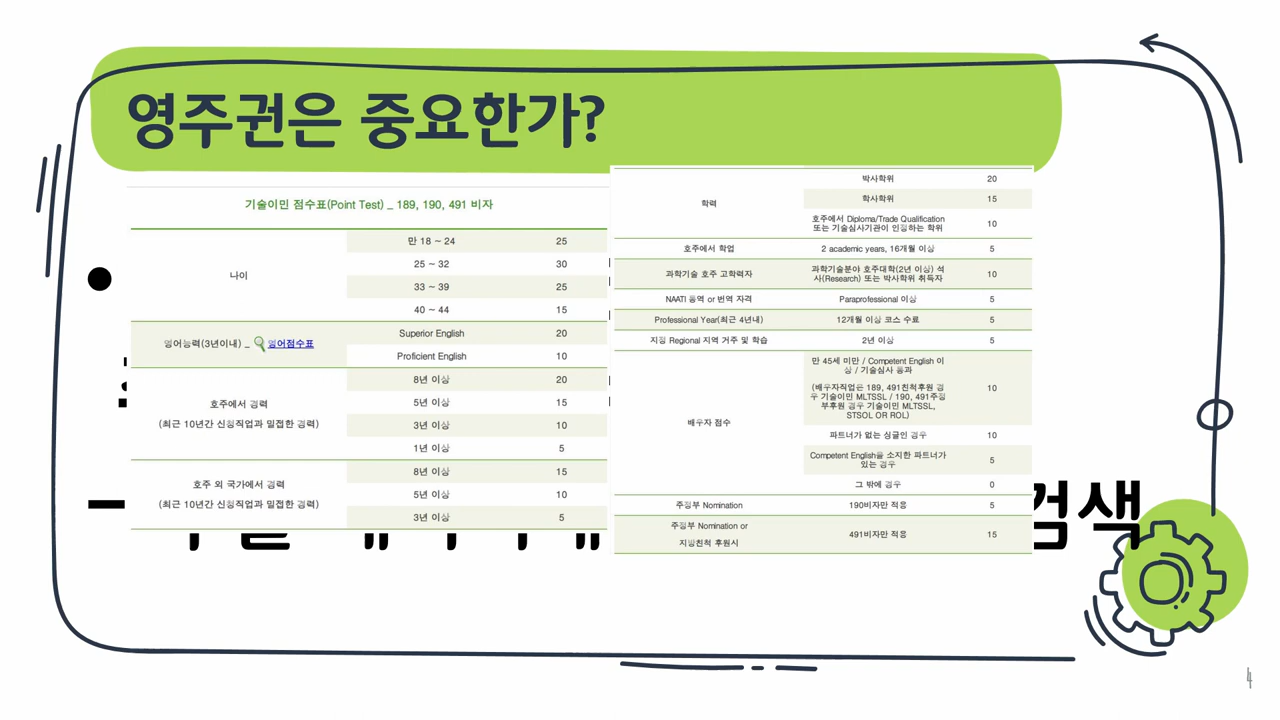 영주권은 중요한가?
기술이민 점수표(Point Test) _ 189, 190, 491 비자
나이
만 18 ~ 24 25
25 ~ 32 30
33 ~ 39 25
40 ~ 44 15
영어능력(3년이내) _ 영어점수표
Superior English 20
Proficient English 10
호주에서 경력
(최근 10년간 신청직업과 밀접한 경력)
8년 이상 20
5년 이상 15
3년 이상 10
1년 이상 5
호주 외 국가에서 경력
(최근 10년간 신청직업과 밀접한 경력)
8년 이상 15
5년 이상 10
3년 이상 5
학력
박사학위 20
학사학위 15
호주에서 Diploma/Trade Qualification
또는 기술심사기관이 인정하는 학위 10
호주에서 학업 2 academic years, 16개월 이상 5
과학기술 호주 고학력자
과학기술분야 호주대학(2년 이상) 석
사(Research) 또는 박사학위 취득자 10
NAATI 통역 or 번역 자격 Paraprofessional 이상 5
Professional Year(최근 4년내) 12개월 이상 코스 수료 5
지정 Regional 지역 거주 및 학습 2년 이상 5
배우자 점수
만 45세 미만 / Competent English 이
상 / 기술심사 통과
(배우자직업은 189, 491친척후원 경
우 기술이민 MLTSSL / 190, 491주정
부후원 경우 기술이민 MLTSSL,
STSOL OR ROL) 10
파트너가 없는 싱글인 경우 10
Competent English을 소지한 파트너가
있는 경우 5
그 밖에 경우 0
주정부 Nomination 190비자만 적용 5
주정부 Nomination or
지방친척 후원시 491비자만 적용 15
검색
4